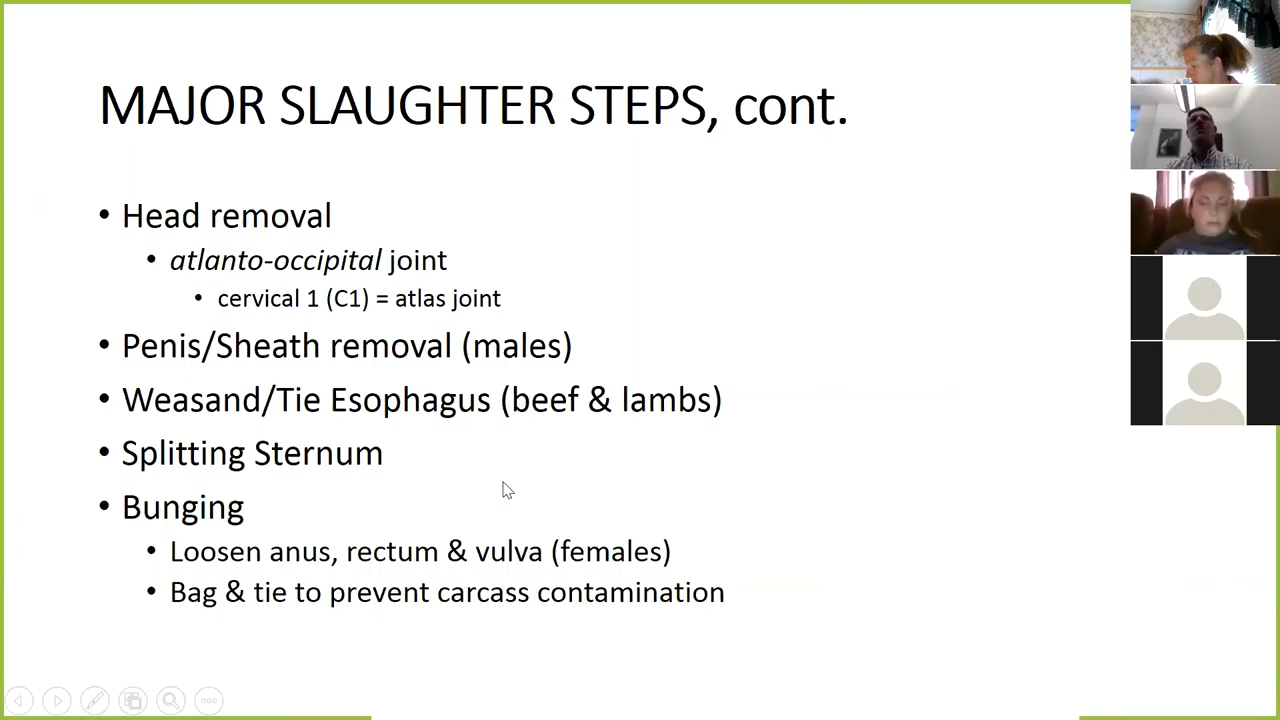 MAJOR SLAUGHTER STEPS, cont.
• Head removal
• atlanto-occipital joint
• cervical 1 (C1) = atlas joint
• Penis/Sheath removal (males)
• Weasand/Tie Esophagus (beef & lambs)
• Splitting Sternum
• Bunging
• Loosen anus, rectum & vulva (females)
• Bag & tie to prevent carcass contamination